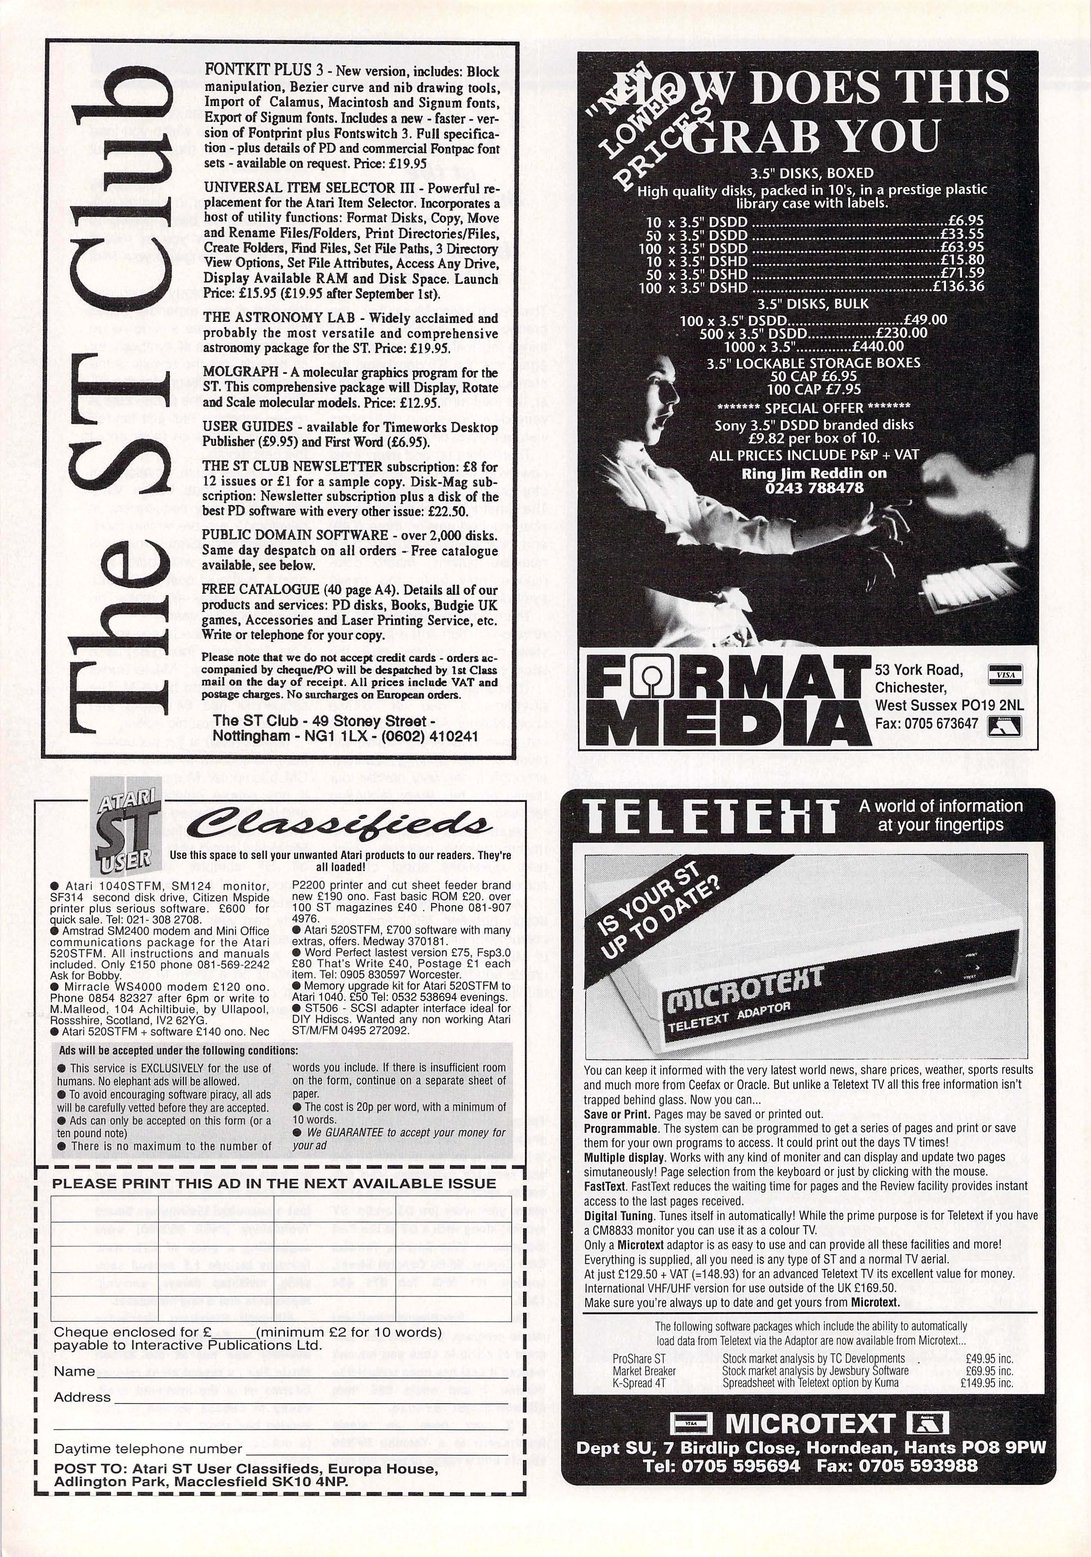 The ST Club
FONTKIT PLUS 3 - New version, includes: Block
manipulation, Bezier curve and nib drawing tools,
Import of Calamus, Macintosh and Signum fonts,
Export of Signum fonts. Includes a new - faster - ver-
sion of Fontprint plus Fontswitch 3. Full specifica-
tion - plus details of PD and commercial Fontpac font
sets - available on request. Price: £19.95
UNIVERSAL ITEM SELECTOR III - Powerful re-
placement for the Atari Item Selector. Incorporates a
host of utility functions: Format Disks, Copy, Move
and Rename Files/Folders, Print Directories/Files,
Create Folders, Find Files, Set File Paths, 3 Directory
View Options, Set File Attributes, Access Any Drive,
Display Available RAM and Disk Space. Launch
Price: £15.95 (£19.95 after September 1st).
THE ASTRONOMY LAB - Widely acclaimed and
probably the most versatile and comprehensive
astronomy package for the ST. Price: £19.95.
MOLGRAPH - A molecular graphics program for the
ST. This comprehensive package will Display, Rotate
and Scale molecular models. Price: £12.95.
USER GUIDES - available for Timeworks Desktop
Publisher (£9.95) and First Word (£6.95).
THE ST CLUB NEWSLETTER subscription: £8 for
12 issues or £1 for a sample copy. Disk-Mag sub-
scription: Newsletter subscription plus a disk of the
best PD software with every other issue: £22.50.
PUBLIC DOMAIN SOFTWARE - over 2,000 disks.
Same day despatch on all orders - Free catalogue
available, see below.
FREE CATALOGUE (40 page A4). Details all of our
products and services: PD disks, Books, Budgie UK
games, Accessories and Laser Printing Service, etc.
Write or telephone for your copy.
Please note that we do not accept credit cards - orders ac-
companied by cheque/PO will be despatched by 1st Class
mail on the day of receipt. All prices include VAT and
postage charges. No surcharges on European orders.
The ST Club - 49 Stoney Street -
Nottingham - NG1 1LX - (0602) 410241
"NEW
LOWER
PRICES"
HOW DOES THIS
GRAB YOU
3.5" DISKS, BOXED
High quality disks, packed in 10's, in a prestige plastic
library case with labels.
10 x 3.5" DSDD ................................................£6.95
50 x 3.5" DSDD ..............................................£33.55
100 x 3.5" DSDD ..............................................£63.95
10 x 3.5" DSHD ..............................................£15.80
50 x 3.5" DSHD ..............................................£71.59
100 x 3.5" DSHD ............................................£136.36
3.5" DISKS, BULK
100 x 3.5" DSDD...........................£49.00
500 x 3.5" DSDD................£230.00
1000 x 3.5"..............£440.00
3.5" LOCKABLE STORAGE BOXES
50 CAP £6.95
100 CAP £7.95
******* SPECIAL OFFER *******
Sony 3.5" DSDD branded disks
£9.82 per box of 10.
ALL PRICES INCLUDE P&P + VAT
Ring Jim Reddin on
0243 788478
FORMAT
MEDIA
53 York Road,
Chichester,
West Sussex PO19 2NL
Fax: 0705 673647
VISA
Access
ATARI
ST
USER
Classifieds
Use this space to sell your unwanted Atari products to our readers. They're
all loaded!
● Atari 1040STFM, SM124 monitor,
SF314 second disk drive, Citizen Mspide
printer plus serious software. £600 for
quick sale. Tel: 021- 308 2708.
● Amstrad SM2400 modem and Mini Office
communications package for the Atari
520STFM. All instructions and manuals
included. Only £150 phone 081-569-2242
Ask for Bobby.
● Mirracle WS4000 modem £120 ono.
Phone 0854 82327 after 6pm or write to
M.Malleod, 104 Achiltibuie, by Ullapool,
Rossshire, Scotland, IV2 62YG.
● Atari 520STFM + software £140 ono. Nec
P2200 printer and cut sheet feeder brand
new £190 ono. Fast basic ROM £20. over
100 ST magazines £40 . Phone 081-907
4976.
● Atari 520STFM, £700 software with many
extras, offers. Medway 370181.
● Word Perfect lastest version £75, Fsp3.0
£80 That's Write £40, Postage £1 each
item. Tel: 0905 830597 Worcester.
● Memory upgrade kit for Atari 520STFM to
Atari 1040. £50 Tel: 0532 538694 evenings.
● ST506 - SCSI adapter interface ideal for
DIY Hdiscs. Wanted any non working Atari
ST/M/FM 0495 272092.
Ads will be accepted under the following conditions:
● This service is EXCLUSIVELY for the use of
humans. No elephant ads will be allowed.
● To avoid encouraging software piracy, all ads
will be carefully vetted before they are accepted.
● Ads can only be accepted on this form (or a
ten pound note)
● There is no maximum to the number of
words you include. If there is insufficient room
on the form, continue on a separate sheet of
paper.
● The cost is 20p per word, with a minimum of
10 words.
● We GUARANTEE to accept your money for
your ad
PLEASE PRINT THIS AD IN THE NEXT AVAILABLE ISSUE
Cheque enclosed for £______(minimum £2 for 10 words)
payable to Interactive Publications Ltd.
Name
Address
Daytime telephone number
POST TO: Atari ST User Classifieds, Europa House,
Adlington Park, Macclesfield SK10 4NP.
TELETEXT
A world of information
at your fingertips
IS YOUR ST
UP TO DATE?
MICROTEXT
TELETEXT ADAPTOR
You can keep it informed with the very latest world news, share prices, weather, sports results
and much more from Ceefax or Oracle. But unlike a Teletext TV all this free information isn't
trapped behind glass. Now you can...
Save or Print. Pages may be saved or printed out.
Programmable. The system can be programmed to get a series of pages and print or save
them for your own programs to access. It could print out the days TV times!
Multiple display. Works with any kind of moniter and can display and update two pages
simutaneously! Page selection from the keyboard or just by clicking with the mouse.
FastText. FastText reduces the waiting time for pages and the Review facility provides instant
access to the last pages received.
Digital Tuning. Tunes itself in automatically! While the prime purpose is for Teletext if you have
a CM8833 monitor you can use it as a colour TV.
Only a Microtext adaptor is as easy to use and can provide all these facilities and more!
Everything is supplied, all you need is any type of ST and a normal TV aerial.
At just £129.50 + VAT (=148.93) for an advanced Teletext TV its excellent value for money.
International VHF/UHF version for use outside of the UK £169.50.
Make sure you're always up to date and get yours from Microtext.
The following software packages which include the ability to automatically
load data from Teletext via the Adaptor are now available from Microtext...
ProShare ST Stock market analysis by TC Developments . £49.95 inc.
Market Breaker Stock market analysis by Jewsbury Software £69.95 inc.
K-Spread 4T Spreadsheet with Teletext option by Kuma £149.95 inc.
VISA MICROTEXT Access
Dept SU, 7 Birdlip Close, Horndean, Hants PO8 9PW
Tel: 0705 595694 Fax: 0705 593988